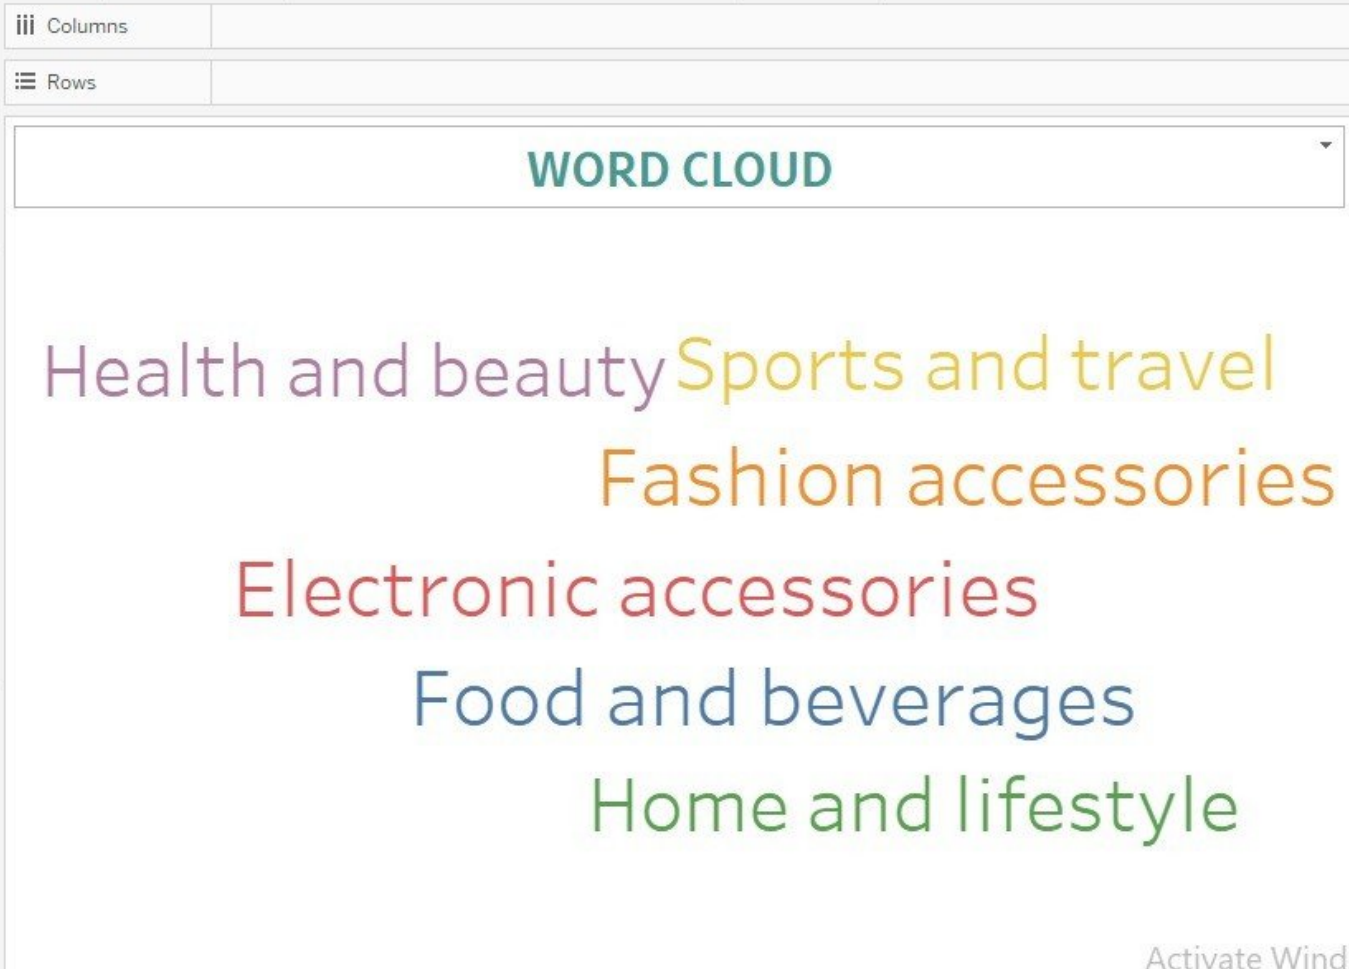 Columns
Rows
WORD CLOUD
Health and beauty Sports and travel
Fashion accessories
Electronic accessories
Food and beverages
Home and lifestyle
Activate Wind